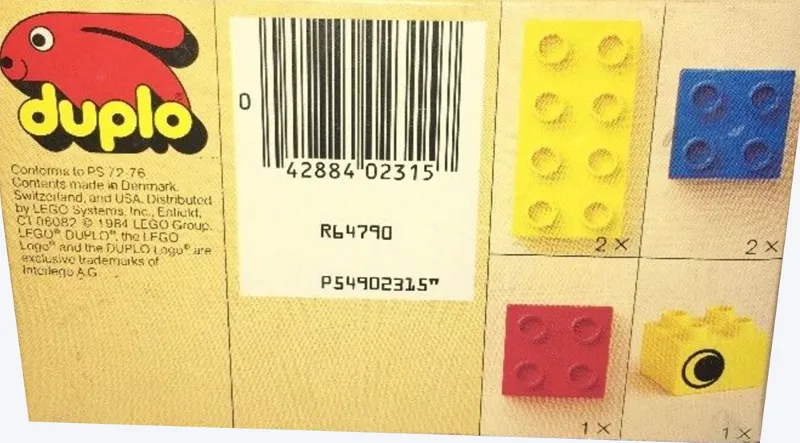 duplo®
Conforms to PS 72-76
Contents made in Denmark,
Switzerland, and USA. Distributed
by LEGO Systems, Inc., Enfield,
CT 06082 © 1984 LEGO Group.
LEGO®, DUPLO®, the LEGO
Logo® and the DUPLO Logo® are
exclusive trademarks of
Interlego A.G.
0
42884 02315
R64790
P54902315"
2 X
2 X
1 X
1 X